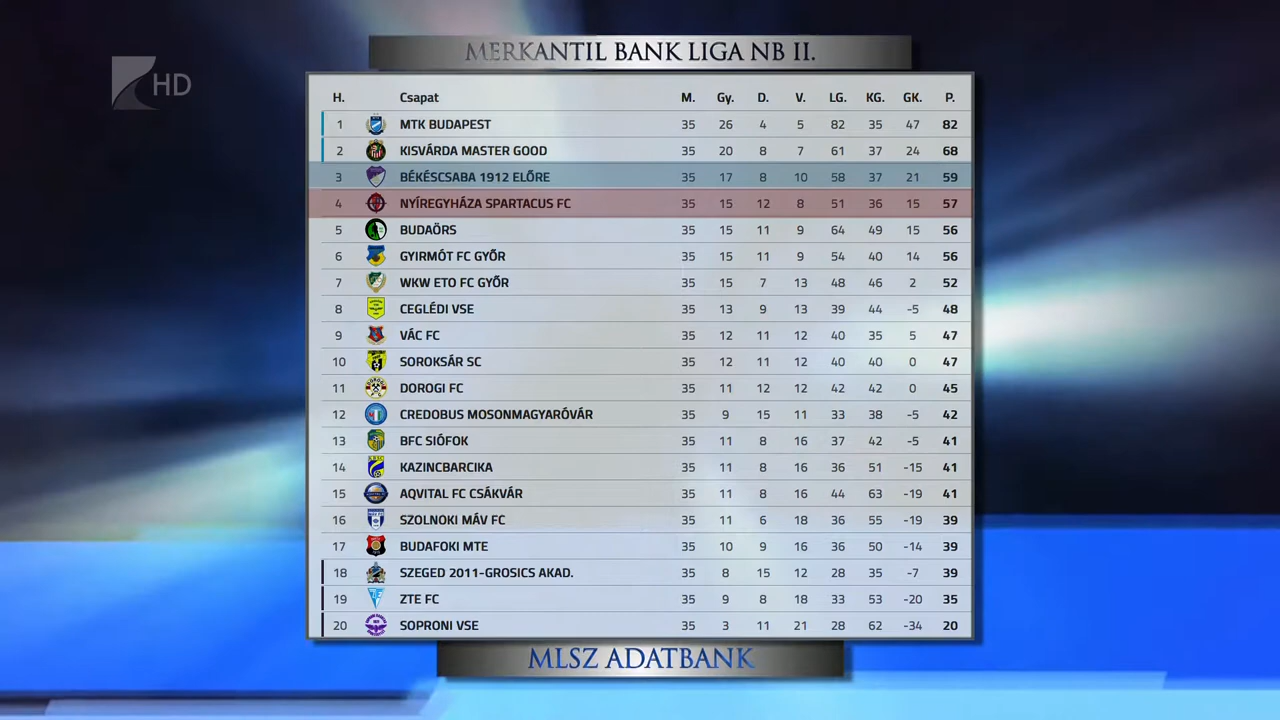 MERKANTIL BANK LIGA NB II.
HD
H. Csapat M. Gy. D. V. LG. KG. GK. P.
1 MTK BUDAPEST 35 26 4 5 82 35 47 82
2 KISVÁRDA MASTER GOOD 35 20 8 7 61 37 24 68
3 BÉKÉSCSABA 1912 ELŐRE 35 17 8 10 58 37 21 59
4 NYÍREGYHÁZA SPARTACUS FC 35 15 12 8 51 36 15 57
5 BUDAÖRS 35 15 11 9 64 49 15 56
6 GYIRMÓT FC GYŐR 35 15 11 9 54 40 14 56
7 WKW ETO FC GYŐR 35 15 7 13 48 46 2 52
8 CEGLÉDI VSE 35 13 9 13 39 44 -5 48
9 VÁC FC 35 12 11 12 40 35 5 47
10 SOROKSÁR SC 35 12 11 12 40 40 0 47
11 DOROGI FC 35 11 12 12 42 42 0 45
12 CREDOBUS MOSONMAGYARÓVÁR 35 9 15 11 33 38 -5 42
13 BFC SIÓFOK 35 11 8 16 37 42 -5 41
14 KAZINCBARCIKA 35 11 8 16 36 51 -15 41
15 AQVITAL FC CSÁKVÁR 35 11 8 16 44 63 -19 41
16 SZOLNOKI MÁV FC 35 11 6 18 36 55 -19 39
17 BUDAFOKI MTE 35 10 9 16 36 50 -14 39
18 SZEGED 2011-GROSICS AKAD. 35 8 15 12 28 35 -7 39
19 ZTE FC 35 9 8 18 33 53 -20 35
20 SOPRONI VSE 35 3 11 21 28 62 -34 20
MLSZ ADATBANK